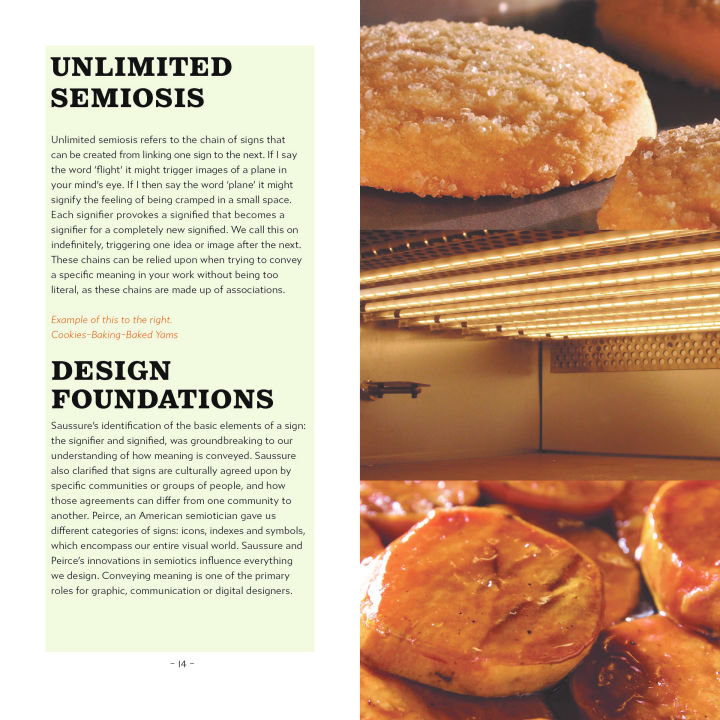 UNLIMITED
SEMIOSIS
Unlimited semiosis refers to the chain of signs that
can be created from linking one sign to the next. If I say
the word ‘flight’ it might trigger images of a plane in
your mind’s eye. If I then say the word ‘plane’ it might
signify the feeling of being cramped in a small space.
Each signifier provokes a signified that becomes a
signifier for a completely new signified. We call this on
indefinitely, triggering one idea or image after the next.
These chains can be relied upon when trying to convey
a specific meaning in your work without being too
literal, as these chains are made up of associations.
Example of this to the right.
Cookies–Baking–Baked Yams
DESIGN
FOUNDATIONS
Saussure’s identification of the basic elements of a sign:
the signifier and signified, was groundbreaking to our
understanding of how meaning is conveyed. Saussure
also clarified that signs are culturally agreed upon by
specific communities or groups of people, and how
those agreements can differ from one community to
another. Peirce, an American semiotician gave us
different categories of signs: icons, indexes and symbols,
which encompass our entire visual world. Saussure and
Peirce’s innovations in semiotics influence everything
we design. Conveying meaning is one of the primary
roles for graphic, communication or digital designers.
– 14 –